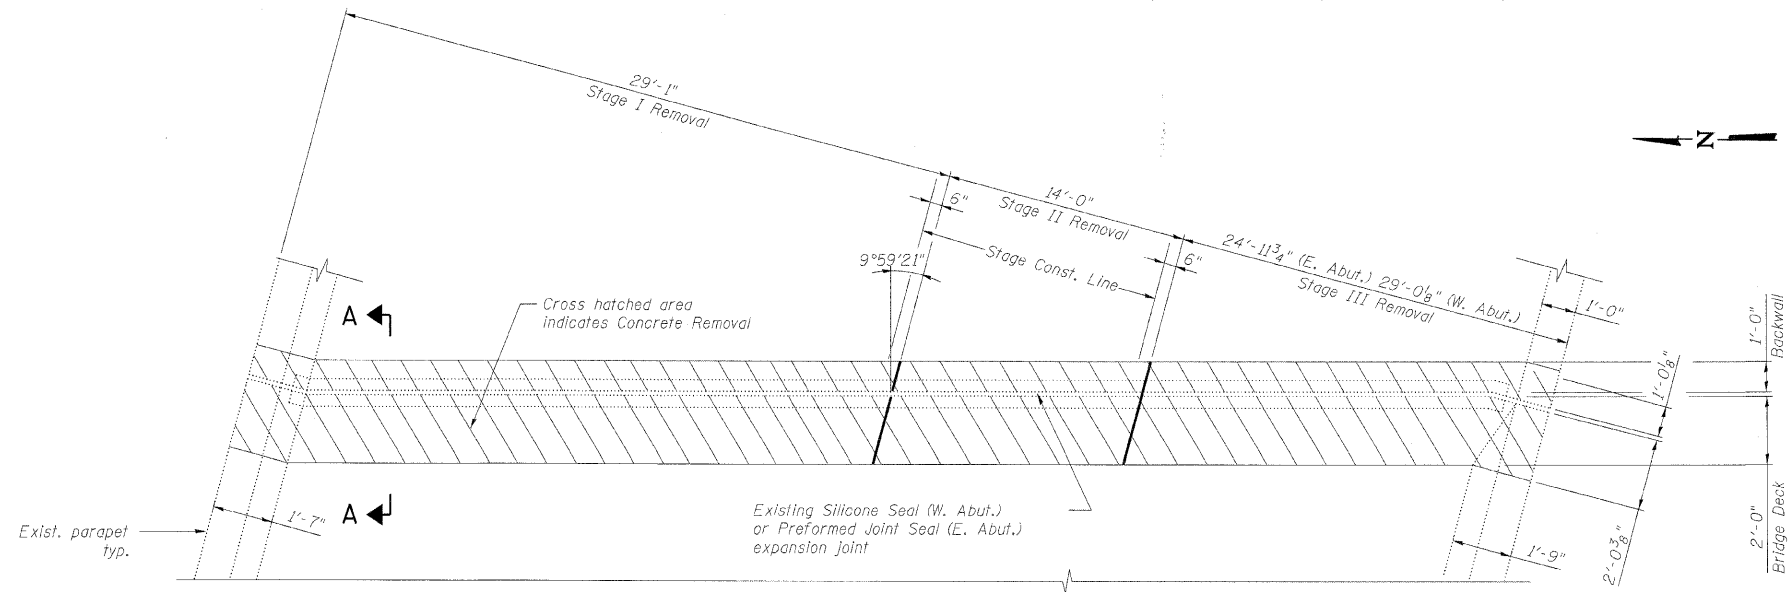 29'-1"
Stage I Removal
N
6"
14'-0"
Stage II Removal
9°59'21"
Stage Const. Line
6"
24'-11¾" (E. Abut.) 29'-0⅛" (W. Abut.)
Stage III Removal
1'-0"
1'-0"
Backwall
A
Cross hatched area
indicates Concrete Removal
1'-0⅛"
A
Exist. parapet
typ.
1'-7"
Existing Silicone Seal (W. Abut.)
or Preformed Joint Seal (E. Abut.)
expansion joint
1'-9"
2'-0⅜"
2'-0"
Bridge Deck